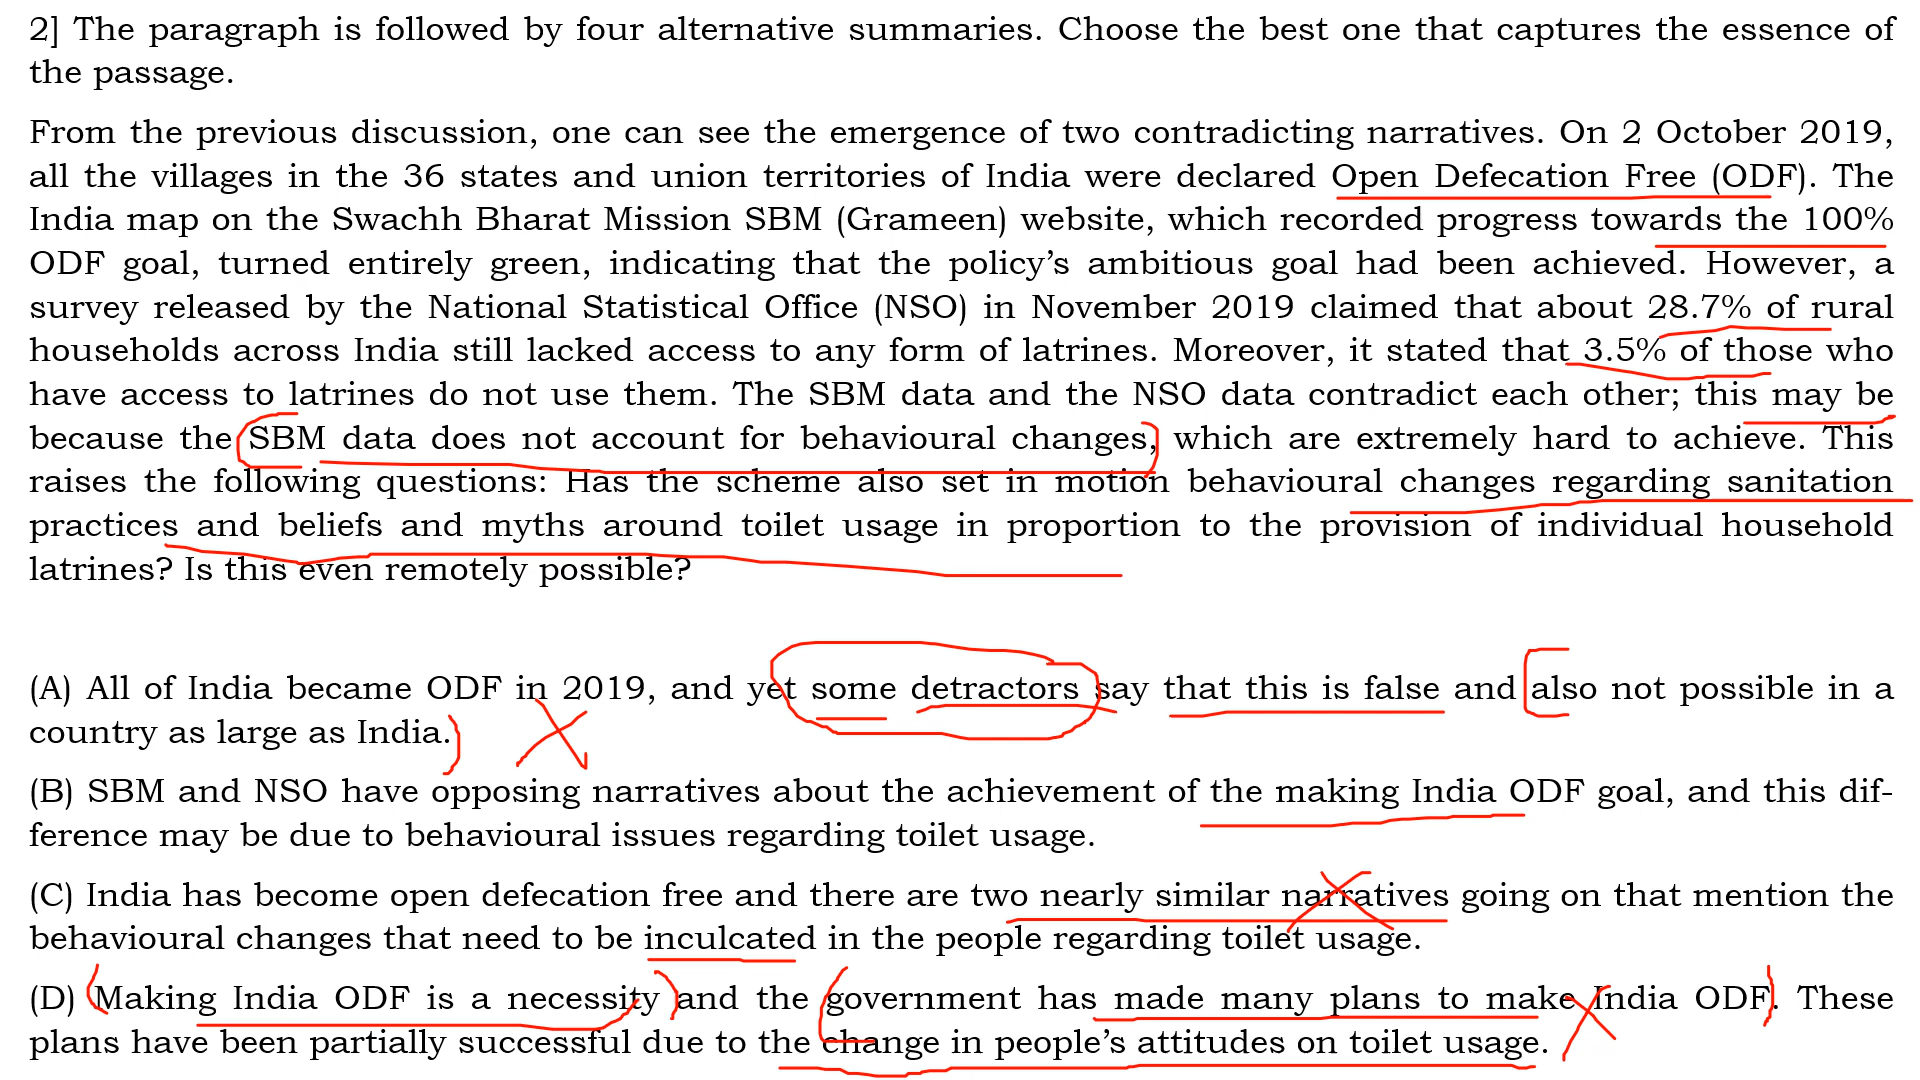 2] The paragraph is followed by four alternative summaries. Choose the best one that captures the essence of
the passage.
From the previous discussion, one can see the emergence of two contradicting narratives. On 2 October 2019,
all the villages in the 36 states and union territories of India were declared Open Defecation Free (ODF). The
India map on the Swachh Bharat Mission SBM (Grameen) website, which recorded progress towards the 100%
ODF goal, turned entirely green, indicating that the policy’s ambitious goal had been achieved. However, a
survey released by the National Statistical Office (NSO) in November 2019 claimed that about 28.7% of rural
households across India still lacked access to any form of latrines. Moreover, it stated that 3.5% of those who
have access to latrines do not use them. The SBM data and the NSO data contradict each other; this may be
because the SBM data does not account for behavioural changes, which are extremely hard to achieve. This
raises the following questions: Has the scheme also set in motion behavioural changes regarding sanitation
practices and beliefs and myths around toilet usage in proportion to the provision of individual household
latrines? Is this even remotely possible?
(A) All of India became ODF in 2019, and yet some detractors say that this is false and also not possible in a
country as large as India.
(B) SBM and NSO have opposing narratives about the achievement of the making India ODF goal, and this dif-
ference may be due to behavioural issues regarding toilet usage.
(C) India has become open defecation free and there are two nearly similar narratives going on that mention the
behavioural changes that need to be inculcated in the people regarding toilet usage.
(D) Making India ODF is a necessity and the government has made many plans to make India ODF. These
plans have been partially successful due to the change in people’s attitudes on toilet usage.